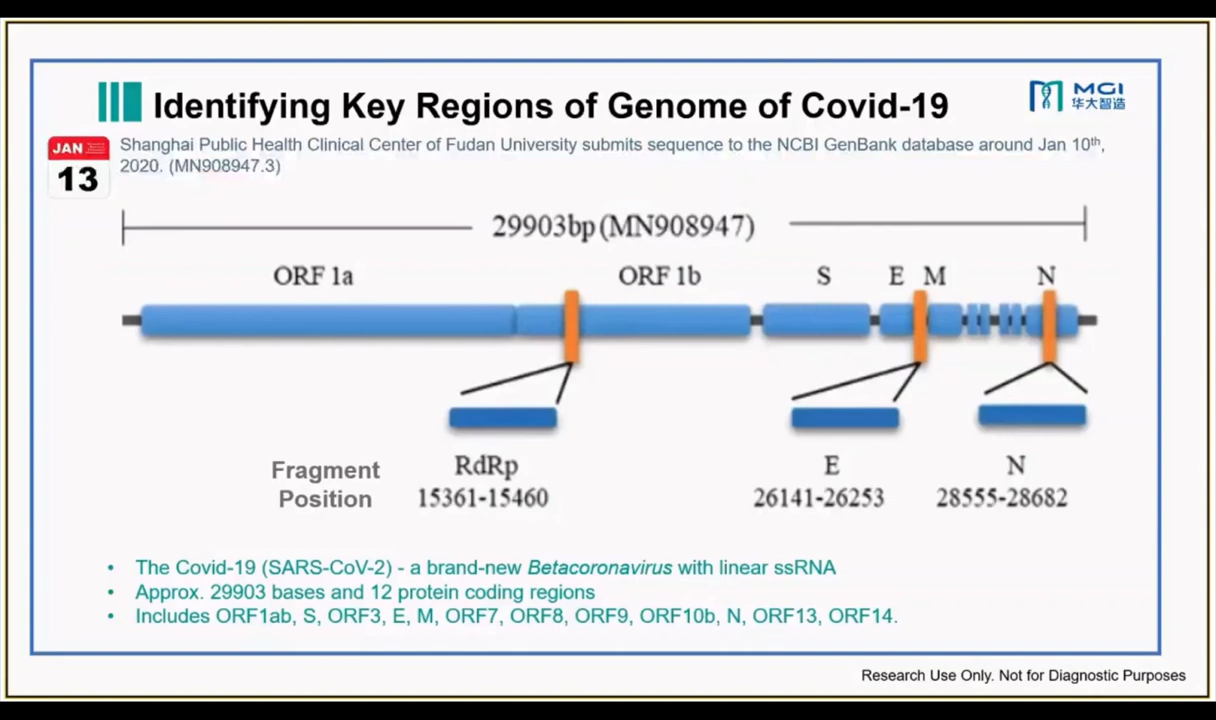 Identifying Key Regions of Genome of Covid-19
MGI
华大智造
JAN
13
Shanghai Public Health Clinical Center of Fudan University submits sequence to the NCBI GenBank database around Jan 10th,
2020. (MN908947.3)
29903bp(MN908947)
ORF 1a ORF 1b S E M N
RdRp E N
Fragment
Position
15361-15460 26141-26253 28555-28682
• The Covid-19 (SARS-CoV-2) - a brand-new Betacoronavirus with linear ssRNA
• Approx. 29903 bases and 12 protein coding regions
• Includes ORF1ab, S, ORF3, E, M, ORF7, ORF8, ORF9, ORF10b, N, ORF13, ORF14.
Research Use Only. Not for Diagnostic Purposes